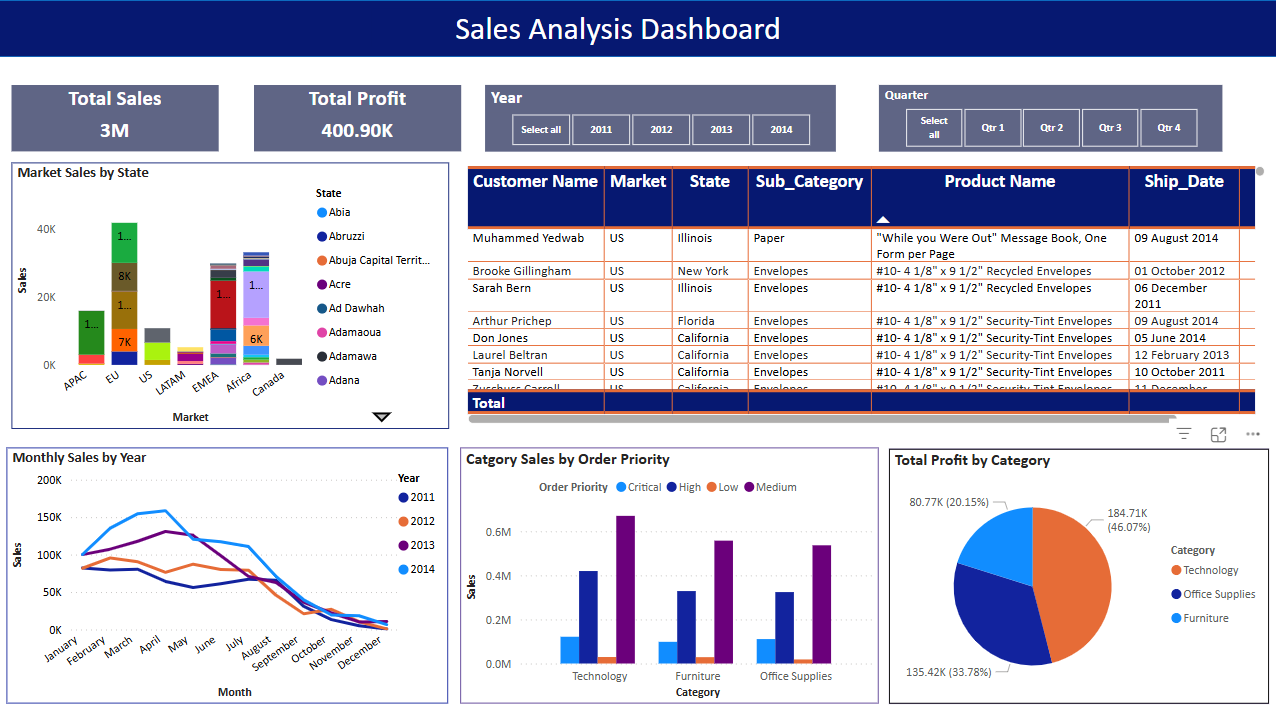 Sales Analysis Dashboard
Total Sales
3M
Total Profit
400.90K
Year
Select all
2011
2012
2013
2014
Quarter
Select
all
Qtr 1
Qtr 2
Qtr 3
Qtr 4
Market Sales by State
Sales
40K
20K
0K
1...
1...
8K
1...
7K
1...
1...
6K
APAC
EU
US
LATAM
EMEA
Africa
Canada
Market
State
Abia
Abruzzi
Abuja Capital Territ...
Acre
Ad Dawhah
Adamaoua
Adamawa
Adana
Customer Name Market State Sub_Category Product Name Ship_Date
Muhammed Yedwab US Illinois Paper "While you Were Out" Message Book, One 09 August 2014
Form per Page
Brooke Gillingham US New York Envelopes #10- 4 1/8" x 9 1/2" Recycled Envelopes 01 October 2012
Sarah Bern US Illinois Envelopes #10- 4 1/8" x 9 1/2" Recycled Envelopes 06 December
2011
Arthur Prichep US Florida Envelopes #10- 4 1/8" x 9 1/2" Security-Tint Envelopes 09 August 2014
Don Jones US California Envelopes #10- 4 1/8" x 9 1/2" Security-Tint Envelopes 05 June 2014
Laurel Beltran US California Envelopes #10- 4 1/8" x 9 1/2" Security-Tint Envelopes 12 February 2013
Tanja Norvell US California Envelopes #10- 4 1/8" x 9 1/2" Security-Tint Envelopes 10 October 2011
US California Envelopes #10- 4 1/8" x 9 1/2" Security-Tint Envelopes 11 December
Total
Monthly Sales by Year
Sales
200K
150K
100K
50K
0K
January
February
March
April
May
June
July
August
September
October
November
December
Month
Year
2011
2012
2013
2014
Catgory Sales by Order Priority
Order Priority Critical High Low Medium
Sales
0.6M
0.4M
0.2M
0.0M
Technology
Furniture
Office Supplies
Category
Total Profit by Category
80.77K (20.15%)
184.71K
(46.07%)
135.42K (33.78%)
Category
Technology
Office Supplies
Furniture